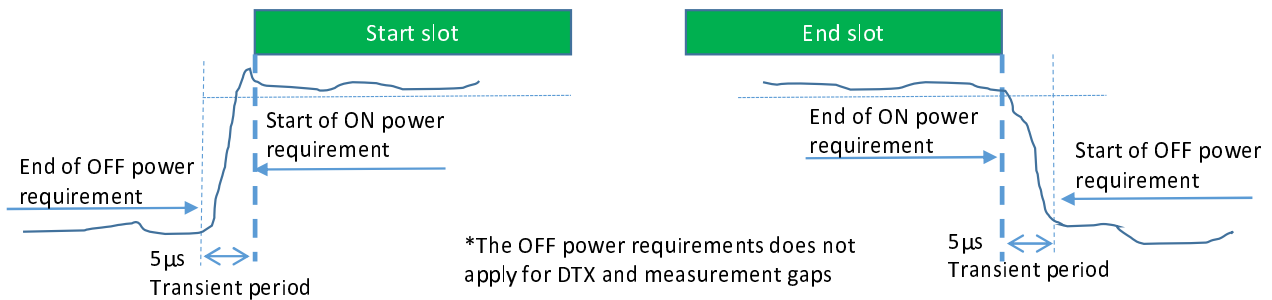 Start slot
End slot
Start of ON power
requirement
End of OFF power
requirement
5µs
Transient period
End of ON power
requirement
Start of OFF power
requirement
5µs
Transient period
*The OFF power requirements does not
apply for DTX and measurement gaps